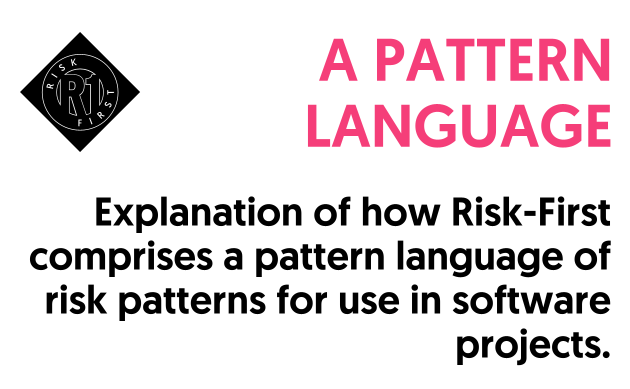 RISK
R1
FIRST
A PATTERN
LANGUAGE
Explanation of how Risk-First
comprises a pattern language of
risk patterns for use in software
projects.